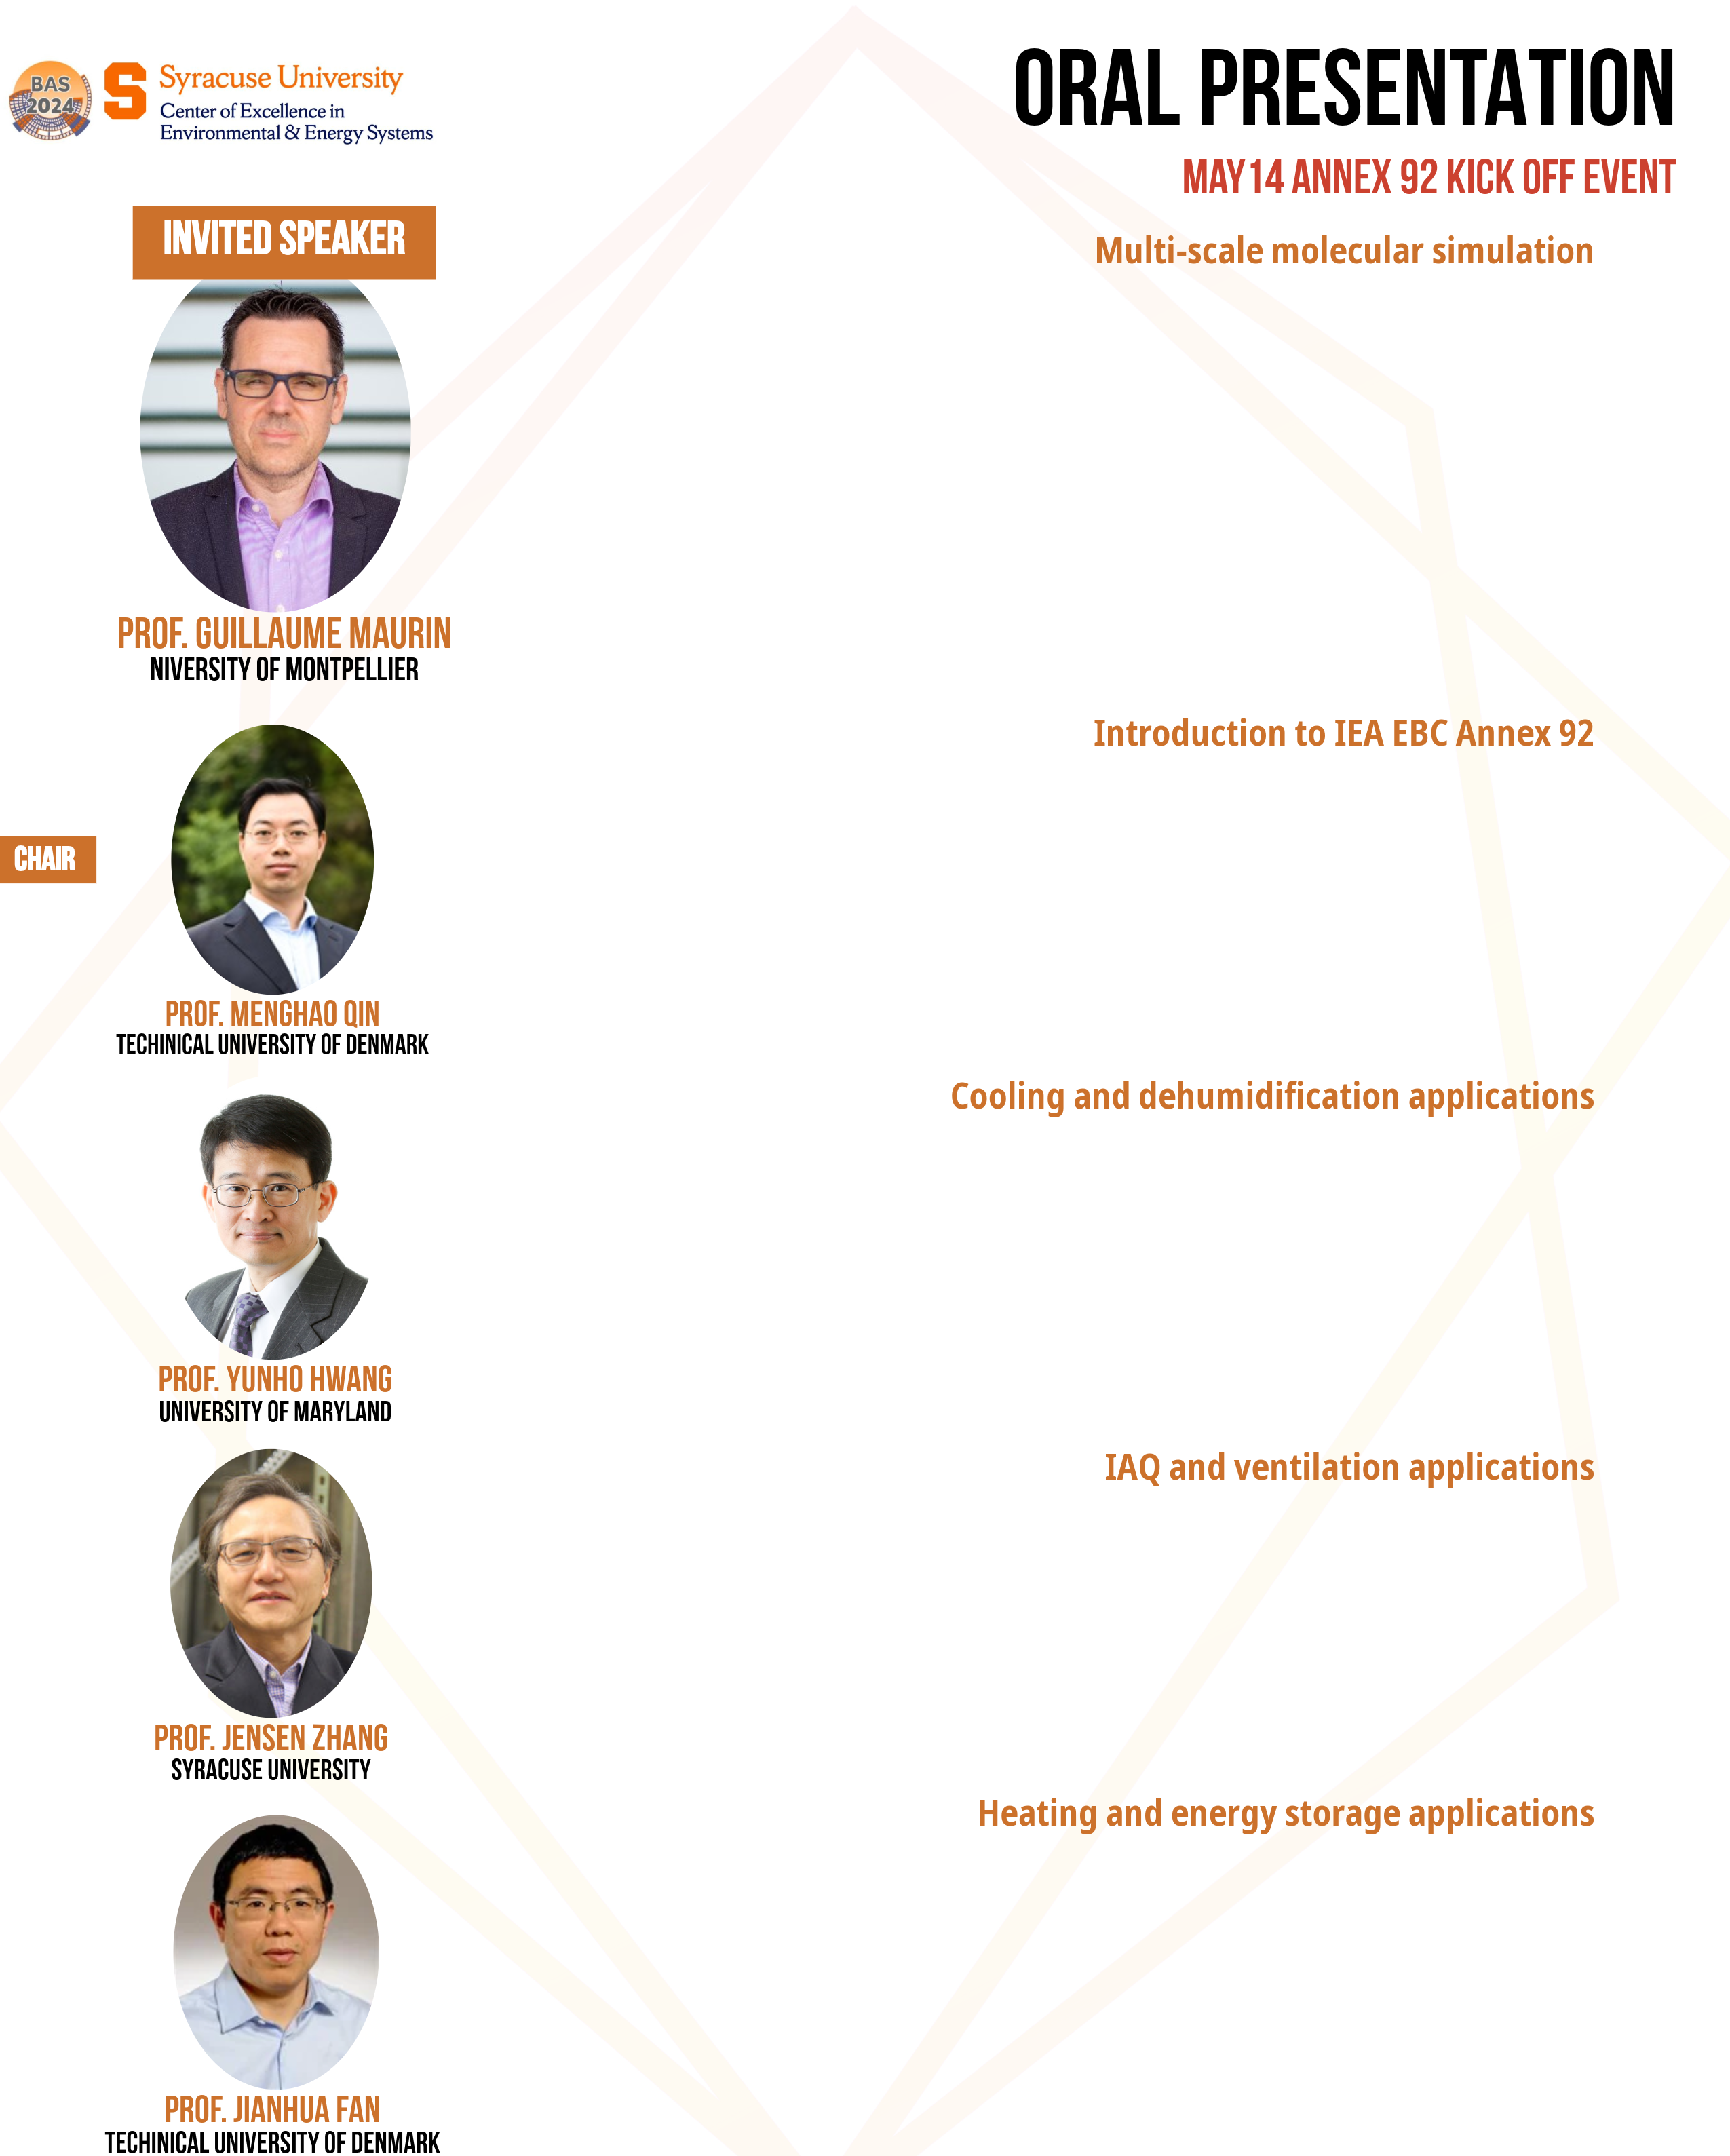 BAS
2024
S
Syracuse University
Center of Excellence in
Environmental & Energy Systems
ORAL PRESENTATION
MAY14 ANNEX 92 KICK OFF EVENT
INVITED SPEAKER
Multi-scale molecular simulation
PROF. GUILLAUME MAURIN
NIVERSITY OF MONTPELLIER
Introduction to IEA EBC Annex 92
CHAIR
PROF. MENGHAO QIN
TECHINICAL UNIVERSITY OF DENMARK
Cooling and dehumidification applications
PROF. YUNHO HWANG
UNIVERSITY OF MARYLAND
IAQ and ventilation applications
PROF. JENSEN ZHANG
SYRACUSE UNIVERSITY
Heating and energy storage applications
PROF. JIANHUA FAN
TECHINICAL UNIVERSITY OF DENMARK